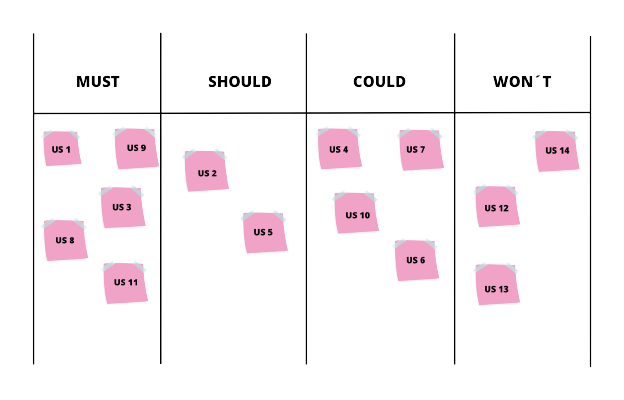 MUST
SHOULD
COULD
WON´T
US 1
US 9
US 3
US 8
US 11
US 2
US 5
US 4
US 7
US 10
US 6
US 14
US 12
US 13